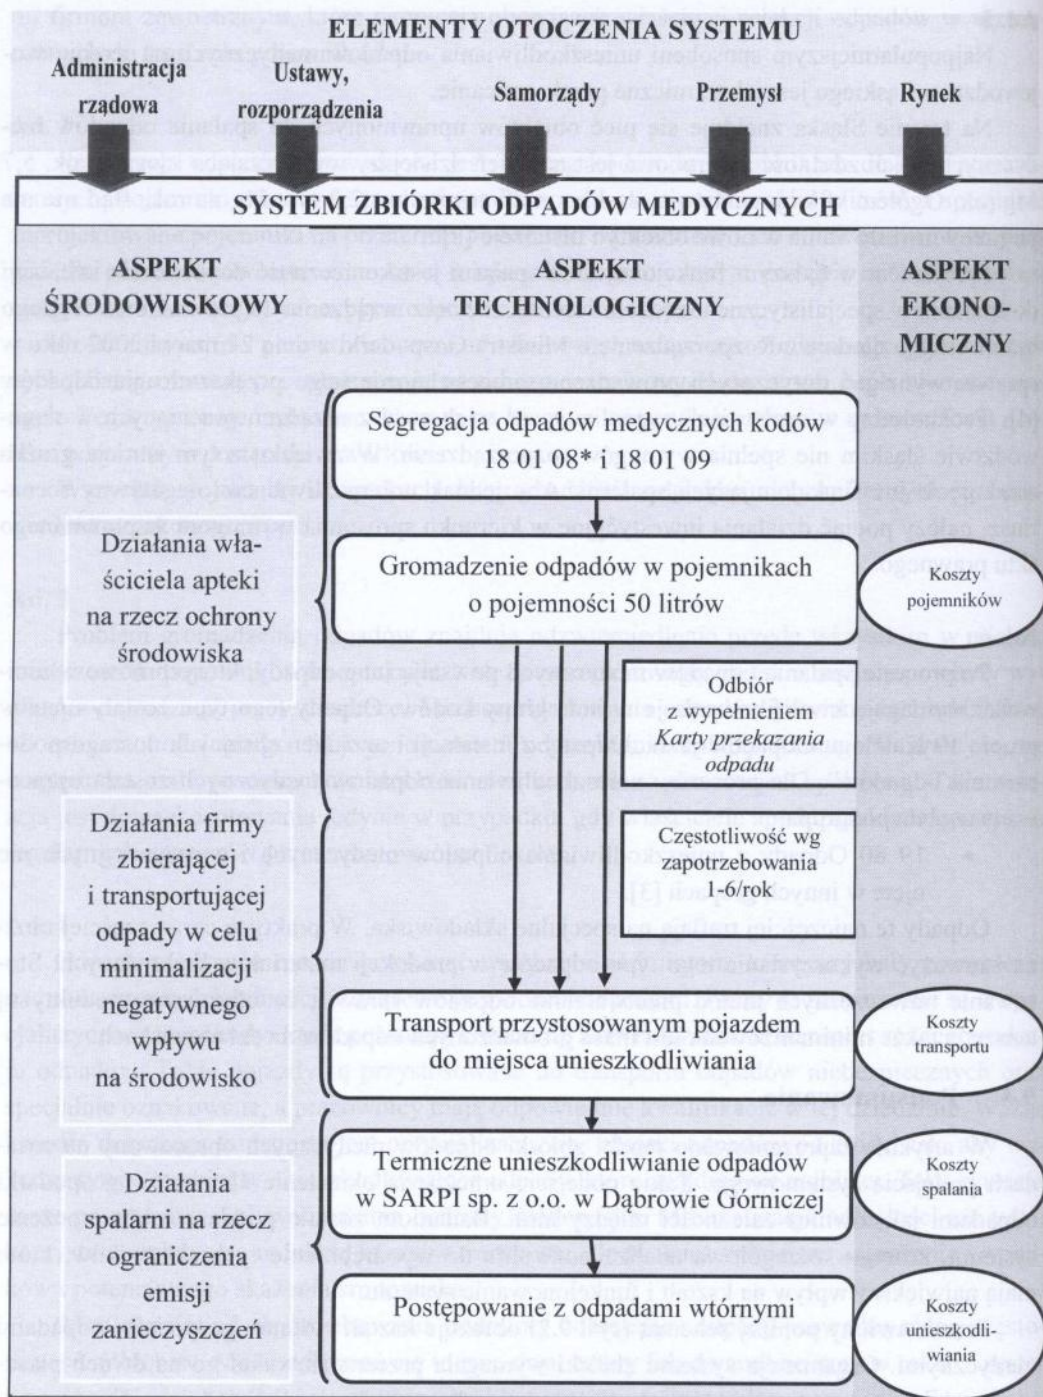 ELEMENTY OTOCZENIA SYSTEMU
Administracja
rządowa
Ustawy,
rozporządzenia
Samorządy
Przemysł
Rynek
SYSTEM ZBIÓRKI ODPADÓW MEDYCZNYCH
ASPEKT
ŚRODOWISKOWY
ASPEKT
TECHNOLOGICZNY
ASPEKT
EKONO-
MICZNY
Segregacja odpadów medycznych kodów
18 01 08* i 18 01 09
Działania wła-
ściciela apteki
na rzecz ochrony
środowiska
Gromadzenie odpadów w pojemnikach
o pojemności 50 litrów
Koszty
pojemników
Odbiór
z wypełnieniem
Karty przekazania
odpadu
Działania firmy
zbierającej
i transportującej
odpady w celu
minimalizacji
negatywnego
wpływu
na środowisko
Częstotliwość wg
zapotrzebowania
1-6/rok
Transport przystosowanym pojazdem
do miejsca unieszkodliwiania
Koszty
transportu
Działania
spalarni na rzecz
ograniczenia
emisji
zanieczyszczeń
Termiczne unieszkodliwianie odpadów
w SARPI sp. z o.o. w Dąbrowie Górniczej
Koszty
spalania
Postępowanie z odpadami wtórnymi
Koszty
unieszkodli-
wiania